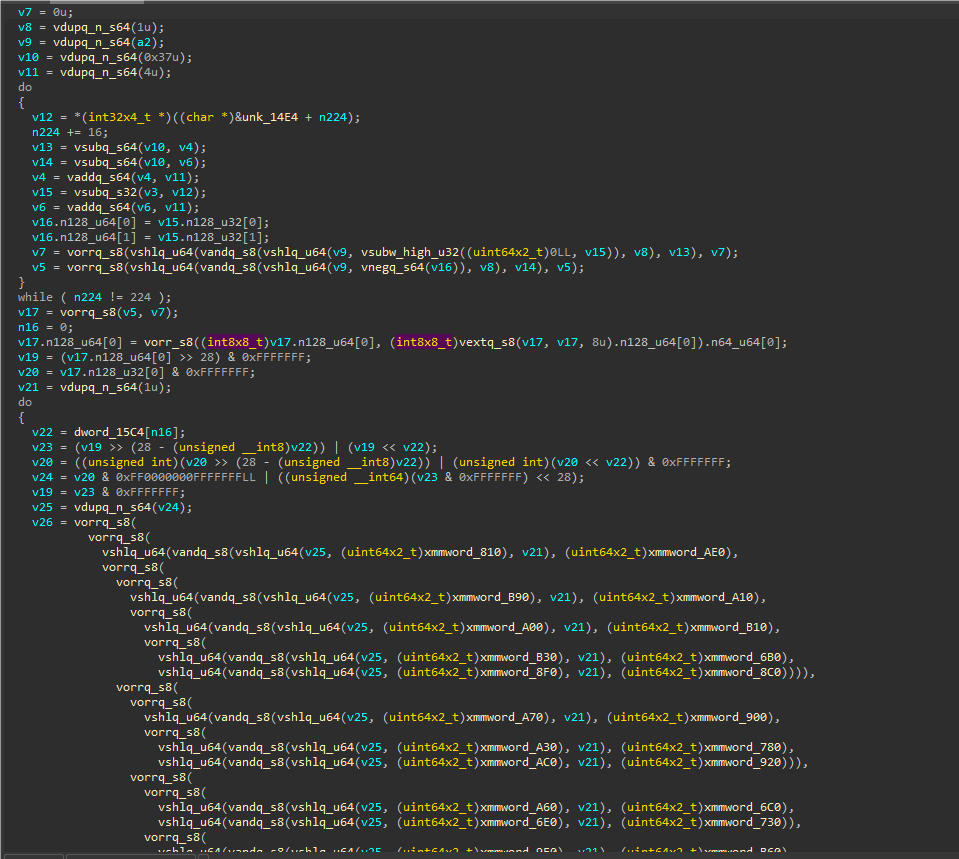 v7 = 0u;
v8 = vdupq_n_s64(1u);
v9 = vdupq_n_s64(a2);
v10 = vdupq_n_s64(0x37u);
v11 = vdupq_n_s64(4u);
do
{
v12 = *(int32x4_t *)((char *)&unk_14E4 + n224);
n224 += 16;
v13 = vsubq_s64(v10, v4);
v14 = vsubq_s64(v10, v6);
v4 = vaddq_s64(v4, v11);
v15 = vsubq_s32(v3, v12);
v6 = vaddq_s64(v6, v11);
v16.n128_u64[0] = v15.n128_u32[0];
v16.n128_u64[1] = v15.n128_u32[1];
v7 = vorrq_s8(vshlq_u64(vandq_s8(vshlq_u64(v9, vsubw_high_u32((uint64x2_t)0LL, v15)), v8), v13), v7);
v5 = vorrq_s8(vshlq_u64(vandq_s8(vshlq_u64(v9, vnegq_s64(v16)), v8), v14), v5);
}
while ( n224 != 224 );
v17 = vorrq_s8(v5, v7);
n16 = 0;
v17.n128_u64[0] = vorr_s8((int8x8_t)v17.n128_u64[0], (int8x8_t)vextq_s8(v17, v17, 8u).n128_u64[0]).n64_u64[0];
v19 = (v17.n128_u64[0] >> 28) & 0xFFFFFFF;
v20 = v17.n128_u32[0] & 0xFFFFFFF;
v21 = vdupq_n_s64(1u);
do
{
v22 = dword_15C4[n16];
v23 = (v19 >> (28 - (unsigned __int8)v22)) | (v19 << v22);
v20 = ((unsigned int)(v20 >> (28 - (unsigned __int8)v22)) | (unsigned int)(v20 << v22)) & 0xFFFFFFF;
v24 = v20 & 0xFF0000000FFFFFFFLL | ((unsigned __int64)(v23 & 0xFFFFFFF) << 28);
v19 = v23 & 0xFFFFFFF;
v25 = vdupq_n_s64(v24);
v26 = vorrq_s8(
vorrq_s8(
vshlq_u64(vandq_s8(vshlq_u64(v25, (uint64x2_t)xmmword_810), v21), (uint64x2_t)xmmword_AE0),
vorrq_s8(
vorrq_s8(
vshlq_u64(vandq_s8(vshlq_u64(v25, (uint64x2_t)xmmword_B90), v21), (uint64x2_t)xmmword_A10),
vorrq_s8(
vshlq_u64(vandq_s8(vshlq_u64(v25, (uint64x2_t)xmmword_A00), v21), (uint64x2_t)xmmword_B10),
vorrq_s8(
vshlq_u64(vandq_s8(vshlq_u64(v25, (uint64x2_t)xmmword_B30), v21), (uint64x2_t)xmmword_6B0),
vshlq_u64(vandq_s8(vshlq_u64(v25, (uint64x2_t)xmmword_8F0), v21), (uint64x2_t)xmmword_8C0)))),
vorrq_s8(
vorrq_s8(
vshlq_u64(vandq_s8(vshlq_u64(v25, (uint64x2_t)xmmword_A70), v21), (uint64x2_t)xmmword_900),
vorrq_s8(
vshlq_u64(vandq_s8(vshlq_u64(v25, (uint64x2_t)xmmword_A30), v21), (uint64x2_t)xmmword_780),
vshlq_u64(vandq_s8(vshlq_u64(v25, (uint64x2_t)xmmword_AC0), v21), (uint64x2_t)xmmword_920))),
vorrq_s8(
vorrq_s8(
vshlq_u64(vandq_s8(vshlq_u64(v25, (uint64x2_t)xmmword_A60), v21), (uint64x2_t)xmmword_6C0),
vshlq_u64(vandq_s8(vshlq_u64(v25, (uint64x2_t)xmmword_6E0), v21), (uint64x2_t)xmmword_730)),
vorrq_s8(